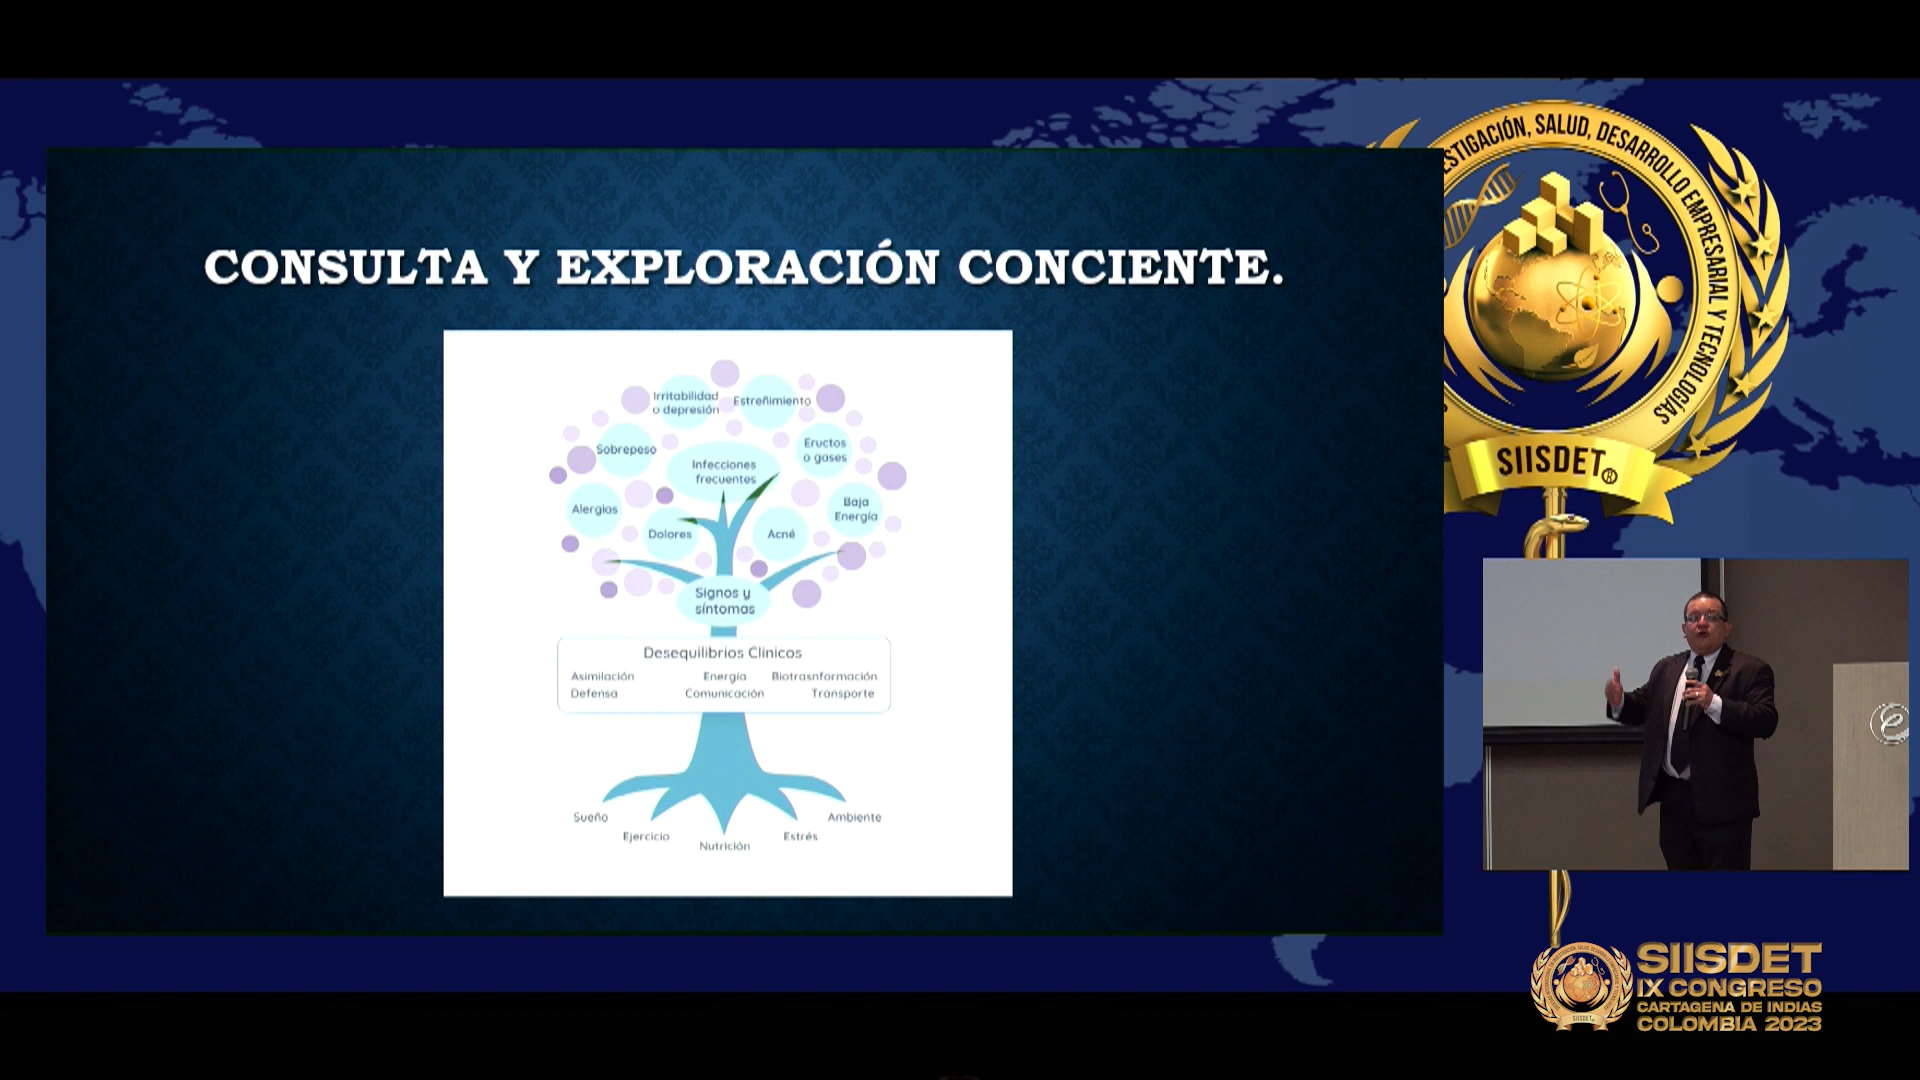 CONSULTA Y EXPLORACIÓN CONCIENTE.
Irritabilidad
o depresión
Estreñimiento
Sobrepeso
Eructos
o gases
Infecciones
frecuentes
Alergias
Baja
Energía
Dolores
Acné
Signos y
síntomas
Desequilibrios Clínicos
Asimilación Energía Biotrasnformación
Defensa Comunicación Transporte
Sueño
Ejercicio
Nutrición
Estrés
Ambiente
STIGACIÓN, SALUD, DESARROLLO EMPRESARIAL Y TECNOLOGÍAS
SIISDET®
SIISDET
IX CONGRESO
CARTAGENA DE INDIAS
COLOMBIA 2023
SIISDET